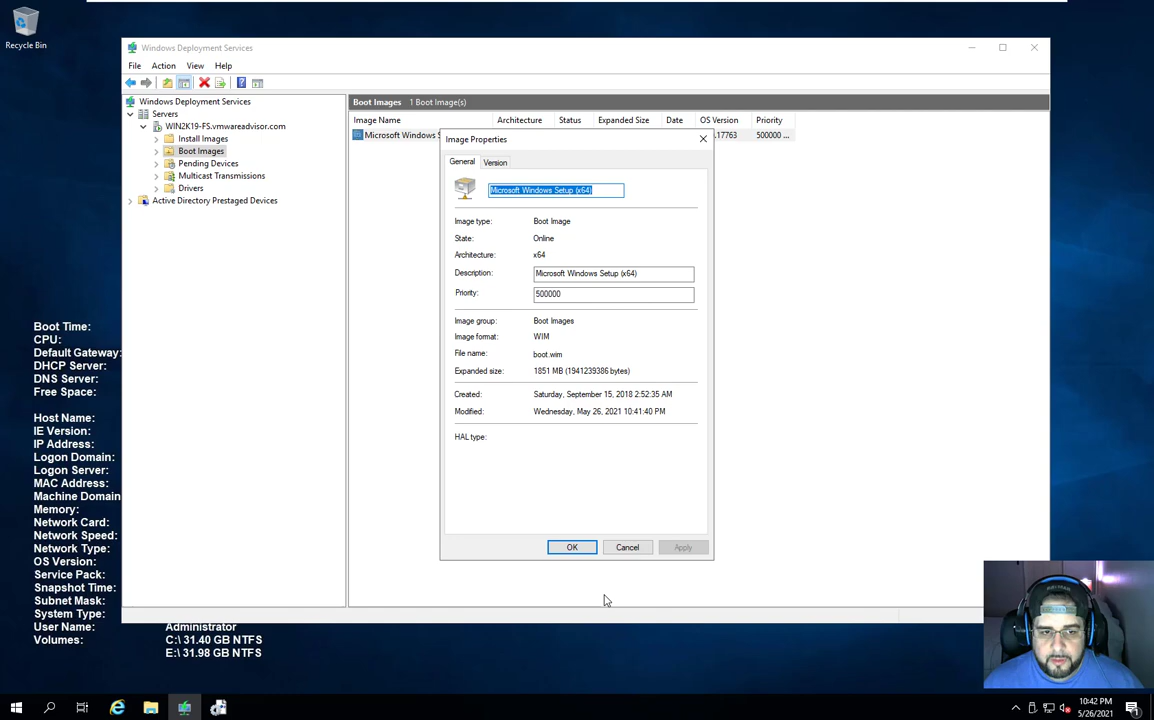 Recycle Bin
Windows Deployment Services
File Action View Help
Windows Deployment Services
Servers
WIN2K19-FS.vmwareadvisor.com
Install Images
Boot Images
Pending Devices
Multicast Transmissions
Drivers
Active Directory Prestaged Devices
Boot Images 1 Boot Image(s)
Image Name Architecture Status Expanded Size Date OS Version Priority
Microsoft Windows S .17763 500000 ...
Image Properties
General Version
Microsoft Windows Setup (x64)
Image type: Boot Image
State: Online
Architecture: x64
Description: Microsoft Windows Setup (x64)
Priority: 500000
Image group: Boot Images
Image format: WIM
File name: boot.wim
Expanded size: 1851 MB (1941239386 bytes)
Created: Saturday, September 15, 2018 2:52:35 AM
Modified: Wednesday, May 26, 2021 10:41:40 PM
HAL type:
OK Cancel Apply
Boot Time:
CPU:
Default Gateway:
DHCP Server:
DNS Server:
Free Space:
Host Name:
IE Version:
IP Address:
Logon Domain:
Logon Server:
MAC Address:
Machine Domain
Memory:
Network Card:
Network Speed:
Network Type:
OS Version:
Service Pack:
Snapshot Time:
Subnet Mask:
System Type:
User Name: Administrator
Volumes: C:\ 31.40 GB NTFS
E:\ 31.98 GB NTFS
10:42 PM
5/26/2021
1